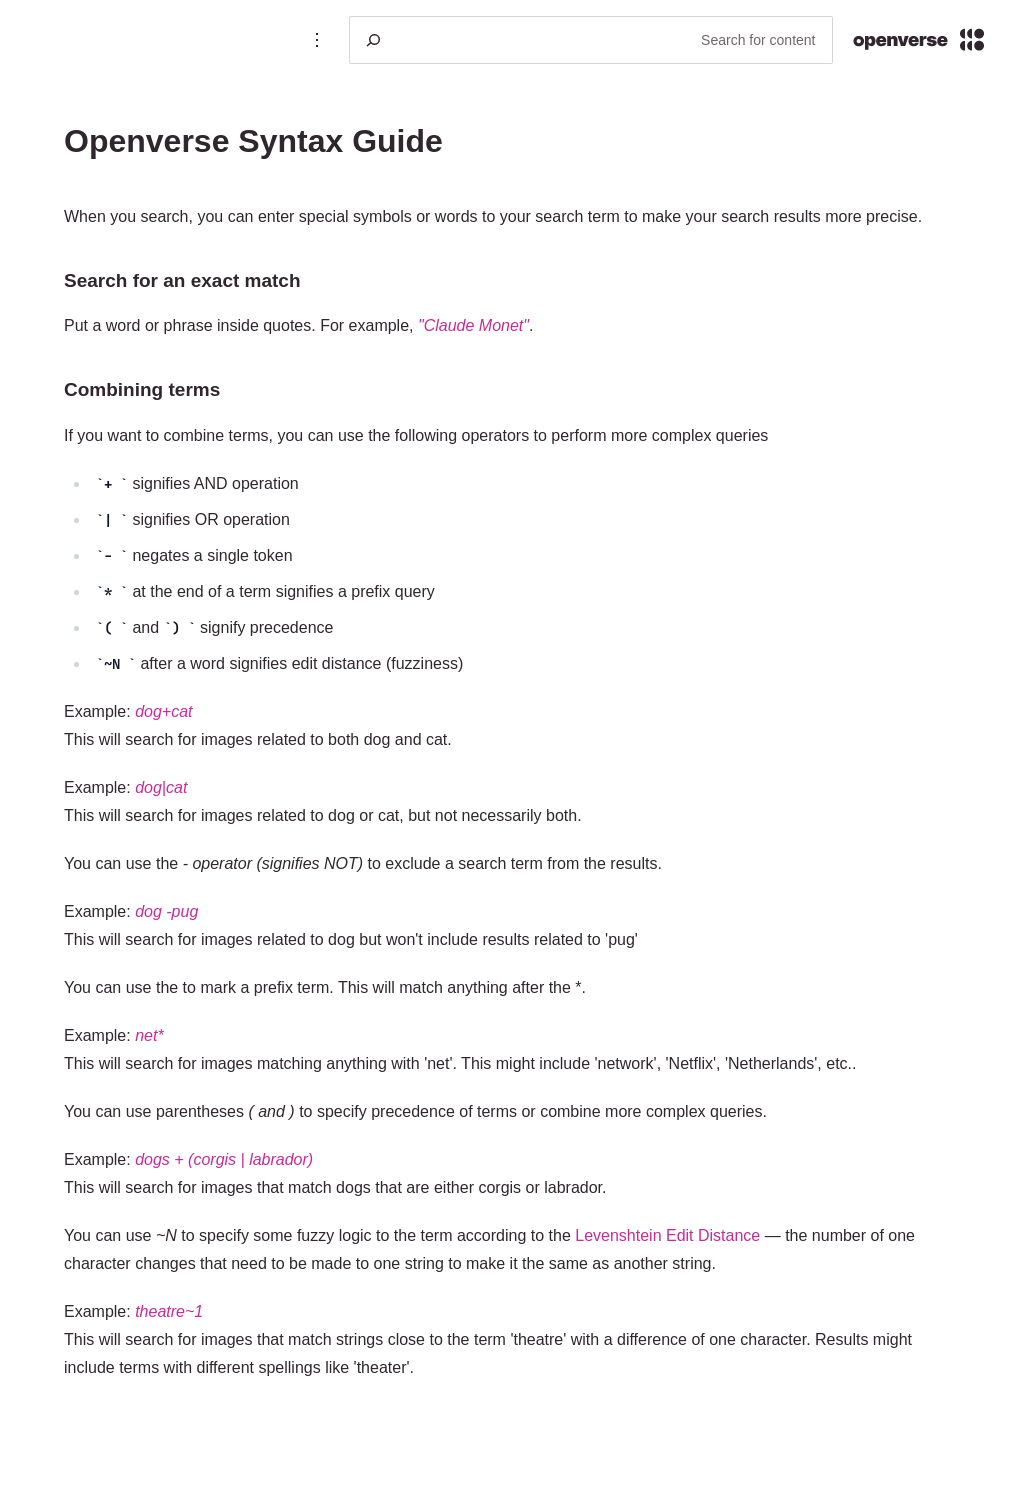 Search for content
openverse
Openverse Syntax Guide
When you search, you can enter special symbols or words to your search term to make your search results more precise.
Search for an exact match
Put a word or phrase inside quotes. For example, "Claude Monet".
Combining terms
If you want to combine terms, you can use the following operators to perform more complex queries
`+ ` signifies AND operation
`| ` signifies OR operation
`- ` negates a single token
`* ` at the end of a term signifies a prefix query
`( ` and `) ` signify precedence
`~N ` after a word signifies edit distance (fuzziness)
Example: dog+cat
This will search for images related to both dog and cat.
Example: dog|cat
This will search for images related to dog or cat, but not necessarily both.
You can use the - operator (signifies NOT) to exclude a search term from the results.
Example: dog -pug
This will search for images related to dog but won't include results related to 'pug'
You can use the to mark a prefix term. This will match anything after the *.
Example: net*
This will search for images matching anything with 'net'. This might include 'network', 'Netflix', 'Netherlands', etc..
You can use parentheses ( and ) to specify precedence of terms or combine more complex queries.
Example: dogs + (corgis | labrador)
This will search for images that match dogs that are either corgis or labrador.
You can use ~N to specify some fuzzy logic to the term according to the Levenshtein Edit Distance — the number of one
character changes that need to be made to one string to make it the same as another string.
Example: theatre~1
This will search for images that match strings close to the term 'theatre' with a difference of one character. Results might
include terms with different spellings like 'theater'.